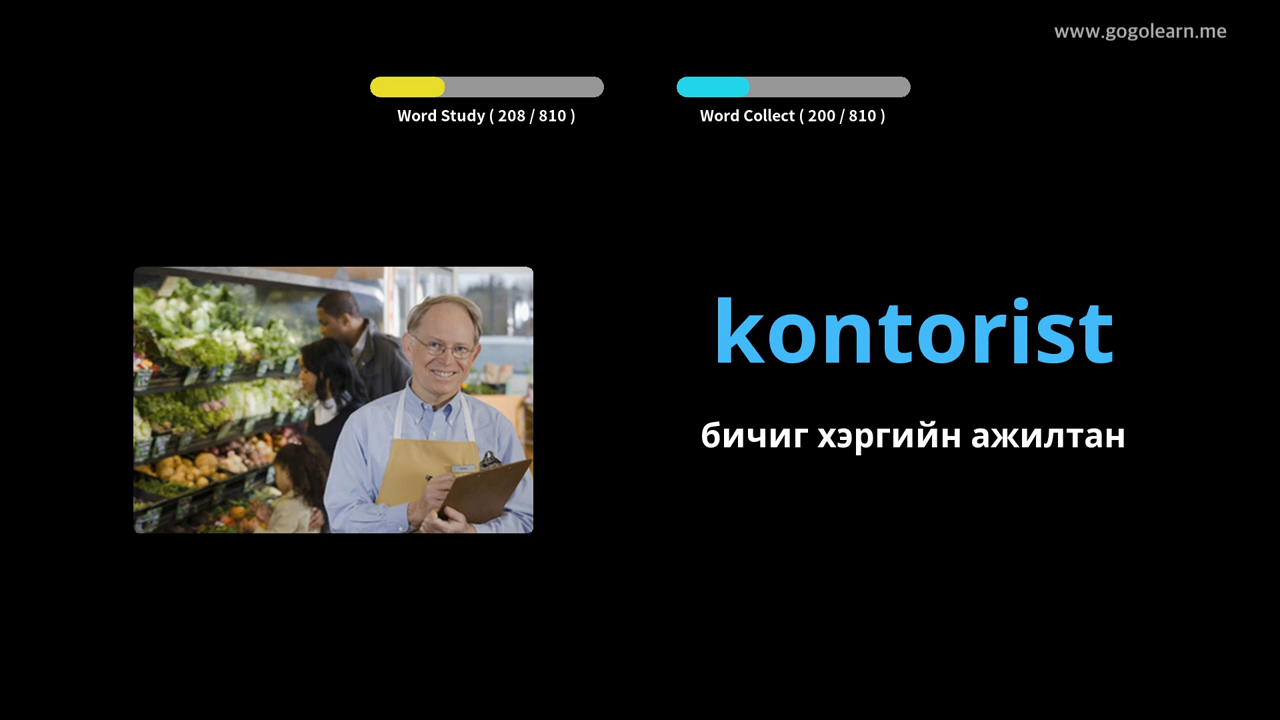 www.gogolearn.me
Word Study ( 208 / 810 )
Word Collect ( 200 / 810 )
kontorist
бичиг хэргийн ажилтан